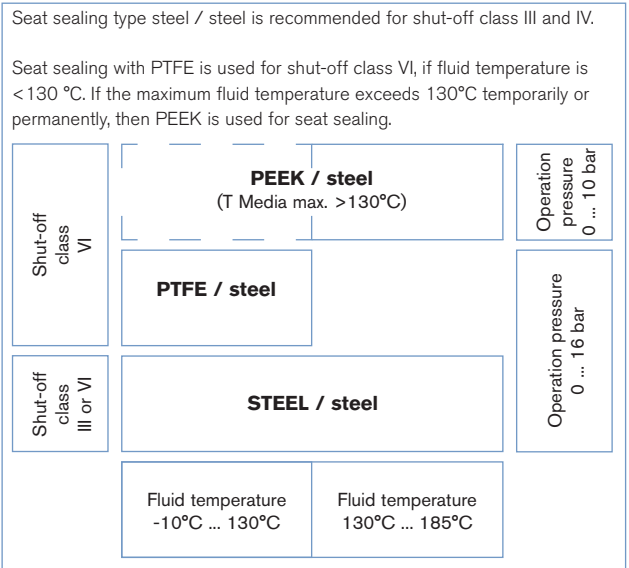 Seat sealing type steel / steel is recommended for shut-off class III and IV.
Seat sealing with PTFE is used for shut-off class VI, if fluid temperature is
<130 °C. If the maximum fluid temperature exceeds 130°C temporarily or
permanently, then PEEK is used for seat sealing.
Shut-off
class
VI
PEEK / steel
(T Media max. >130°C)
Operation
pressure
0 ... 10 bar
PTFE / steel
Operation pressure
0 ... 16 bar
Shut-off
class
III or VI
STEEL / steel
Fluid temperature
-10°C ... 130°C
Fluid temperature
130°C ... 185°C